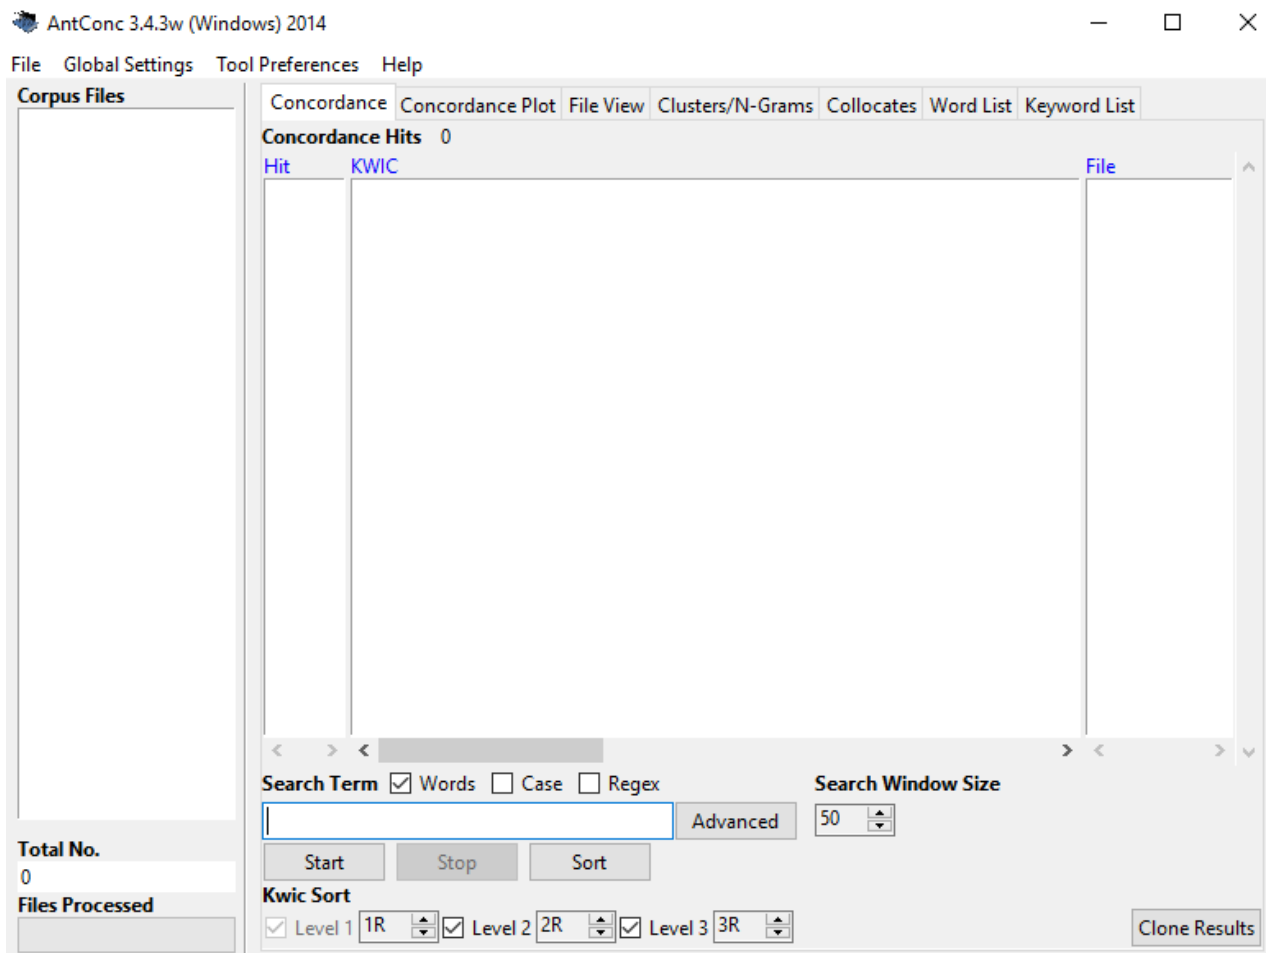 AntConc 3.4.3w (Windows) 2014
File Global Settings Tool Preferences Help
Corpus Files
Concordance Concordance Plot File View Clusters/N-Grams Collocates Word List Keyword List
Concordance Hits 0
Hit KWIC File
Search Term Words Case Regex Search Window Size
Advanced 50
Start Stop Sort
Total No.
0
Files Processed
Kwic Sort
Level 1 1R Level 2 2R Level 3 3R Clone Results